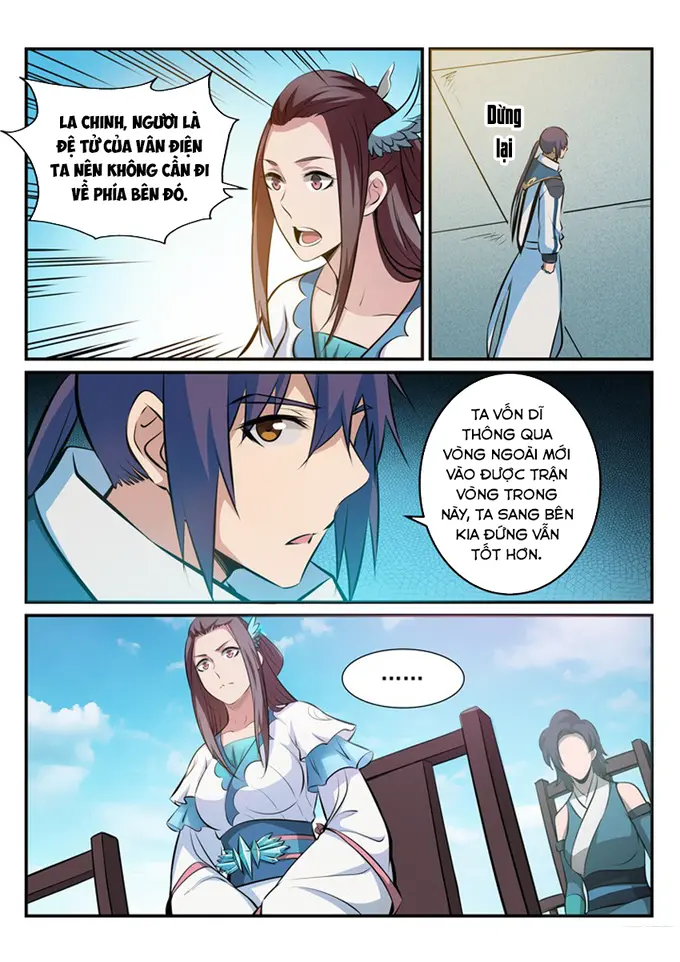 LA CHINH, NGƯƠI LÀ
ĐỆ TỬ CỦA VÂN ĐIỆN
TA NÊN KHÔNG CẦN ĐI
VỀ PHÍA BÊN ĐÓ.
Dừng
lại
TA VỐN DĨ
THÔNG QUA
VÒNG NGOÀI MỚI
VÀO ĐƯỢC TRẬN
VÒNG TRONG
NÀY, TA SANG BÊN
KIA ĐỨNG VẪN
TỐT HƠN.
......